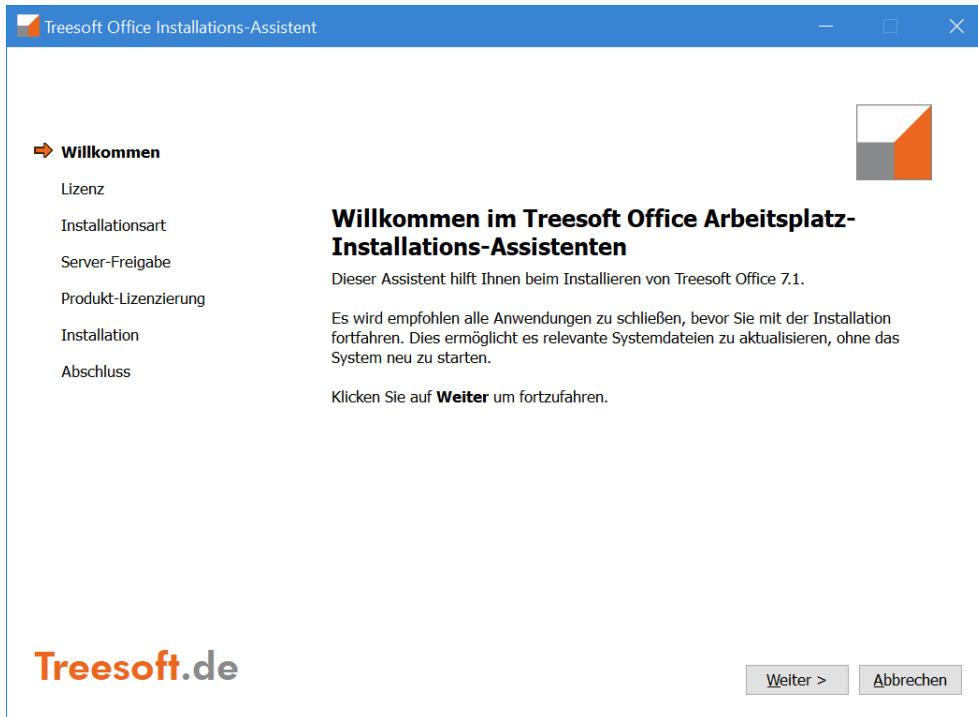 Treesoft Office Installations-Assistent
Willkommen
Lizenz
Installationsart
Server-Freigabe
Produkt-Lizenzierung
Installation
Abschluss
Willkommen im Treesoft Office Arbeitsplatz-
Installations-Assistenten
Dieser Assistent hilft Ihnen beim Installieren von Treesoft Office 7.1.
Es wird empfohlen alle Anwendungen zu schließen, bevor Sie mit der Installation
fortfahren. Dies ermöglicht es relevante Systemdateien zu aktualisieren, ohne das
System neu zu starten.
Klicken Sie auf Weiter um fortzufahren.
Treesoft.de
Weiter >
Abbrechen